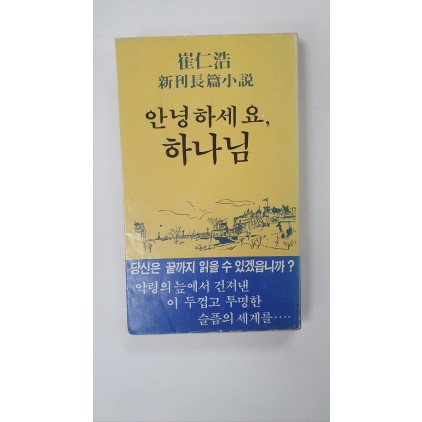 崔仁浩
新刊長篇小説
안녕하세요,
하나님
당신은 끝까지 읽을 수 있겠읍니까?
악령의 늪에서 건져낸
이 두껍고 투명한
슬픔의 세계를····